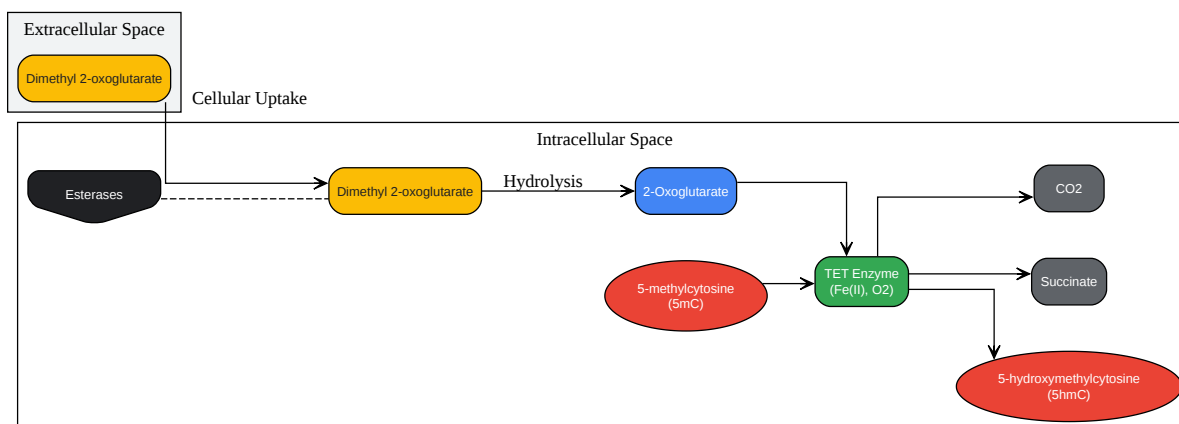 Extracellular Space
Dimethyl 2-oxoglutarate
Cellular Uptake
Intracellular Space
Esterases
Dimethyl 2-oxoglutarate
Hydrolysis
2-Oxoglutarate
CO2
5-methylcytosine
(5mC)
TET Enzyme
(Fe(II), O2)
Succinate
5-hydroxymethylcytosine
(5hmC)